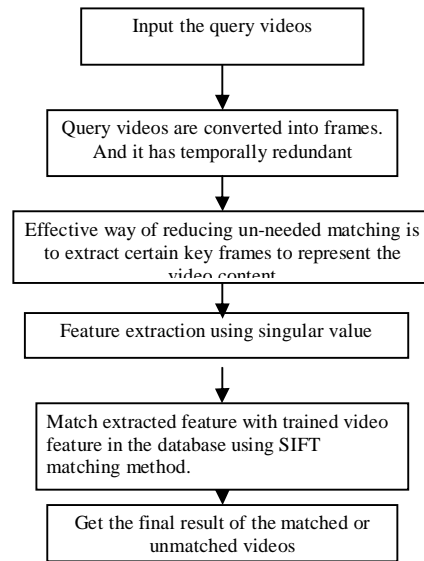 Input the query videos
Query videos are converted into frames.
And it has temporally redundant
Effective way of reducing un-needed matching is
to extract certain key frames to represent the
video content
Feature extraction using singular value
Match extracted feature with trained video
feature in the database using SIFT
matching method.
Get the final result of the matched or
unmatched videos